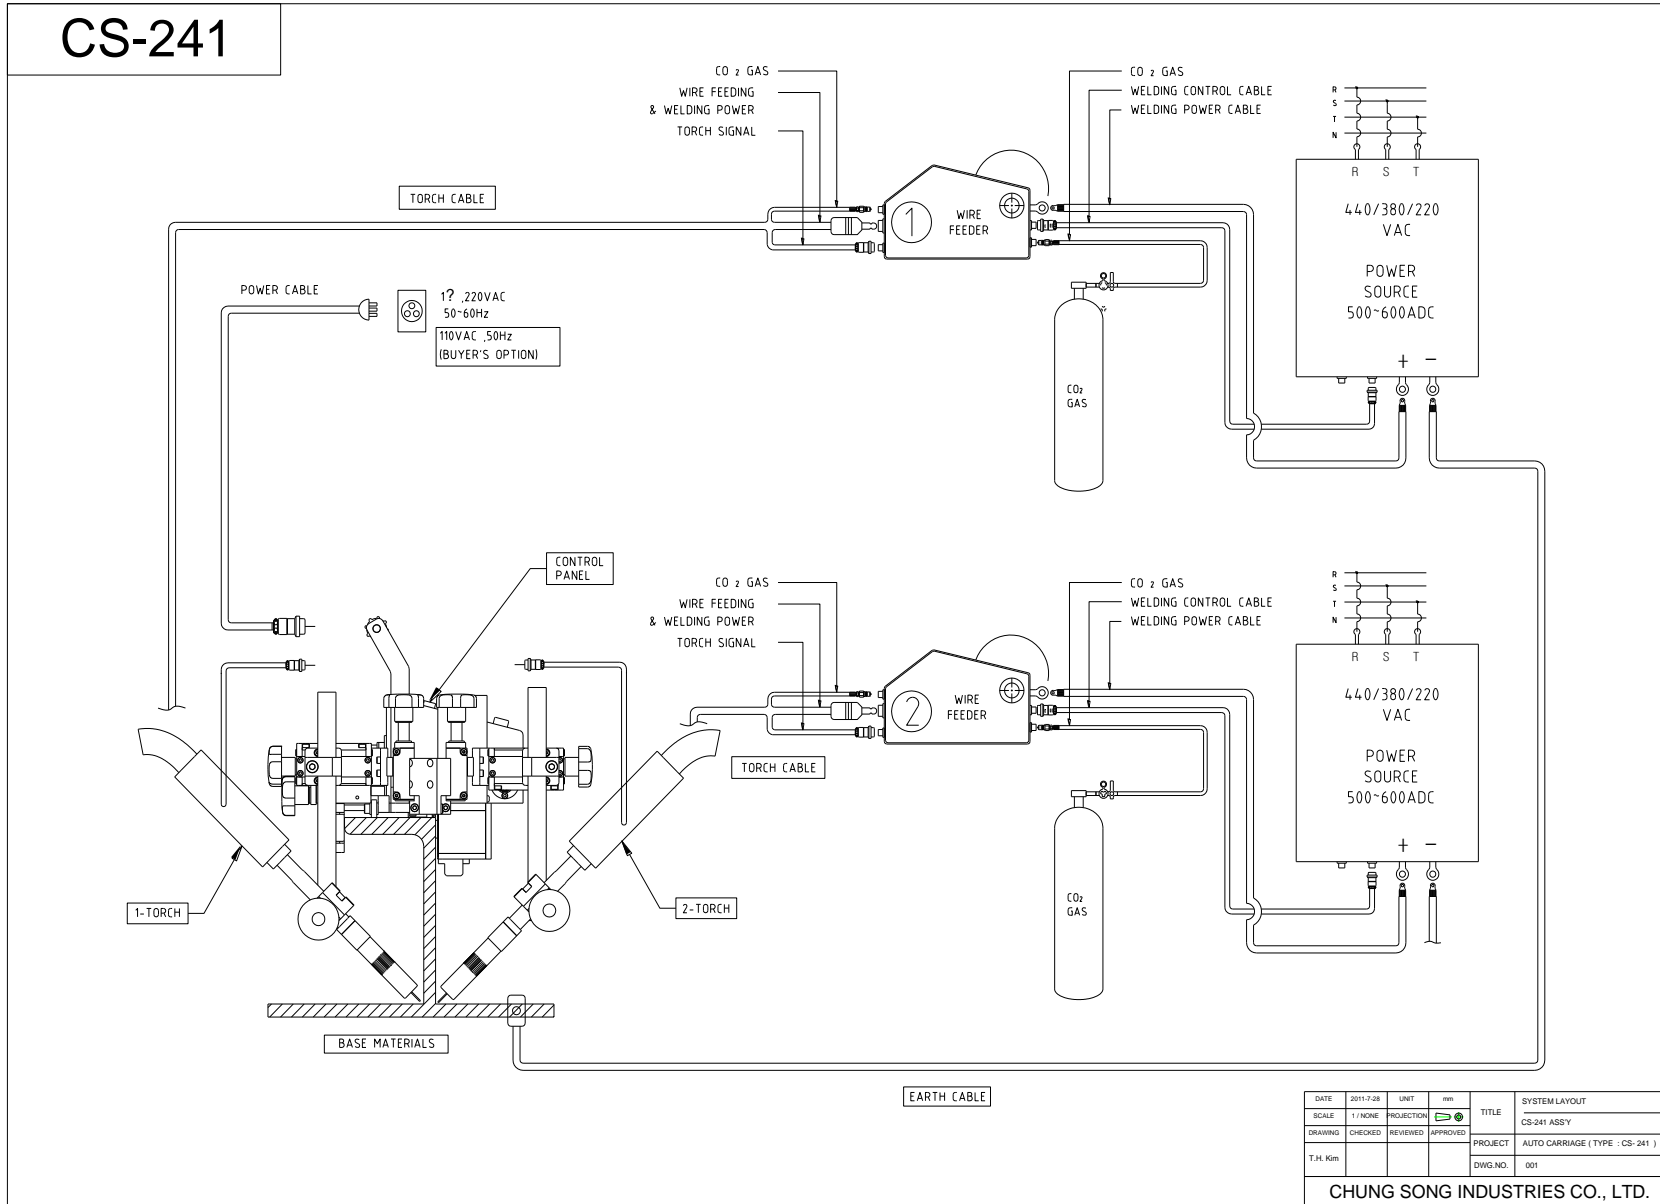 CS-241
CO 2 GAS
WIRE FEEDING
& WELDING POWER
TORCH SIGNAL
CO 2 GAS
WELDING CONTROL CABLE
WELDING POWER CABLE
R
S
T
N
R S T
440/380/220
VAC
POWER
SOURCE
500~600ADC
+ −
TORCH CABLE
1
WIRE
FEEDER
CO2
GAS
POWER CABLE
1? ,220VAC
50~60Hz
110VAC ,50Hz
(BUYER'S OPTION)
CONTROL
PANEL
CO 2 GAS
WIRE FEEDING
& WELDING POWER
TORCH SIGNAL
CO 2 GAS
WELDING CONTROL CABLE
WELDING POWER CABLE
R
S
T
N
R S T
440/380/220
VAC
POWER
SOURCE
500~600ADC
+ −
2
WIRE
FEEDER
TORCH CABLE
CO2
GAS
1-TORCH
2-TORCH
BASE MATERIALS
EARTH CABLE
DATE 2011-7-28 UNIT mm
SCALE 1 / NONE PROJECTION
DRAWING CHECKED REVIEWED APPROVED
T.H. Kim
TITLE SYSTEM LAYOUT
CS-241 ASS'Y
PROJECT AUTO CARRIAGE ( TYPE : CS- 241 )
DWG.NO. 001
CHUNG SONG INDUSTRIES CO., LTD.